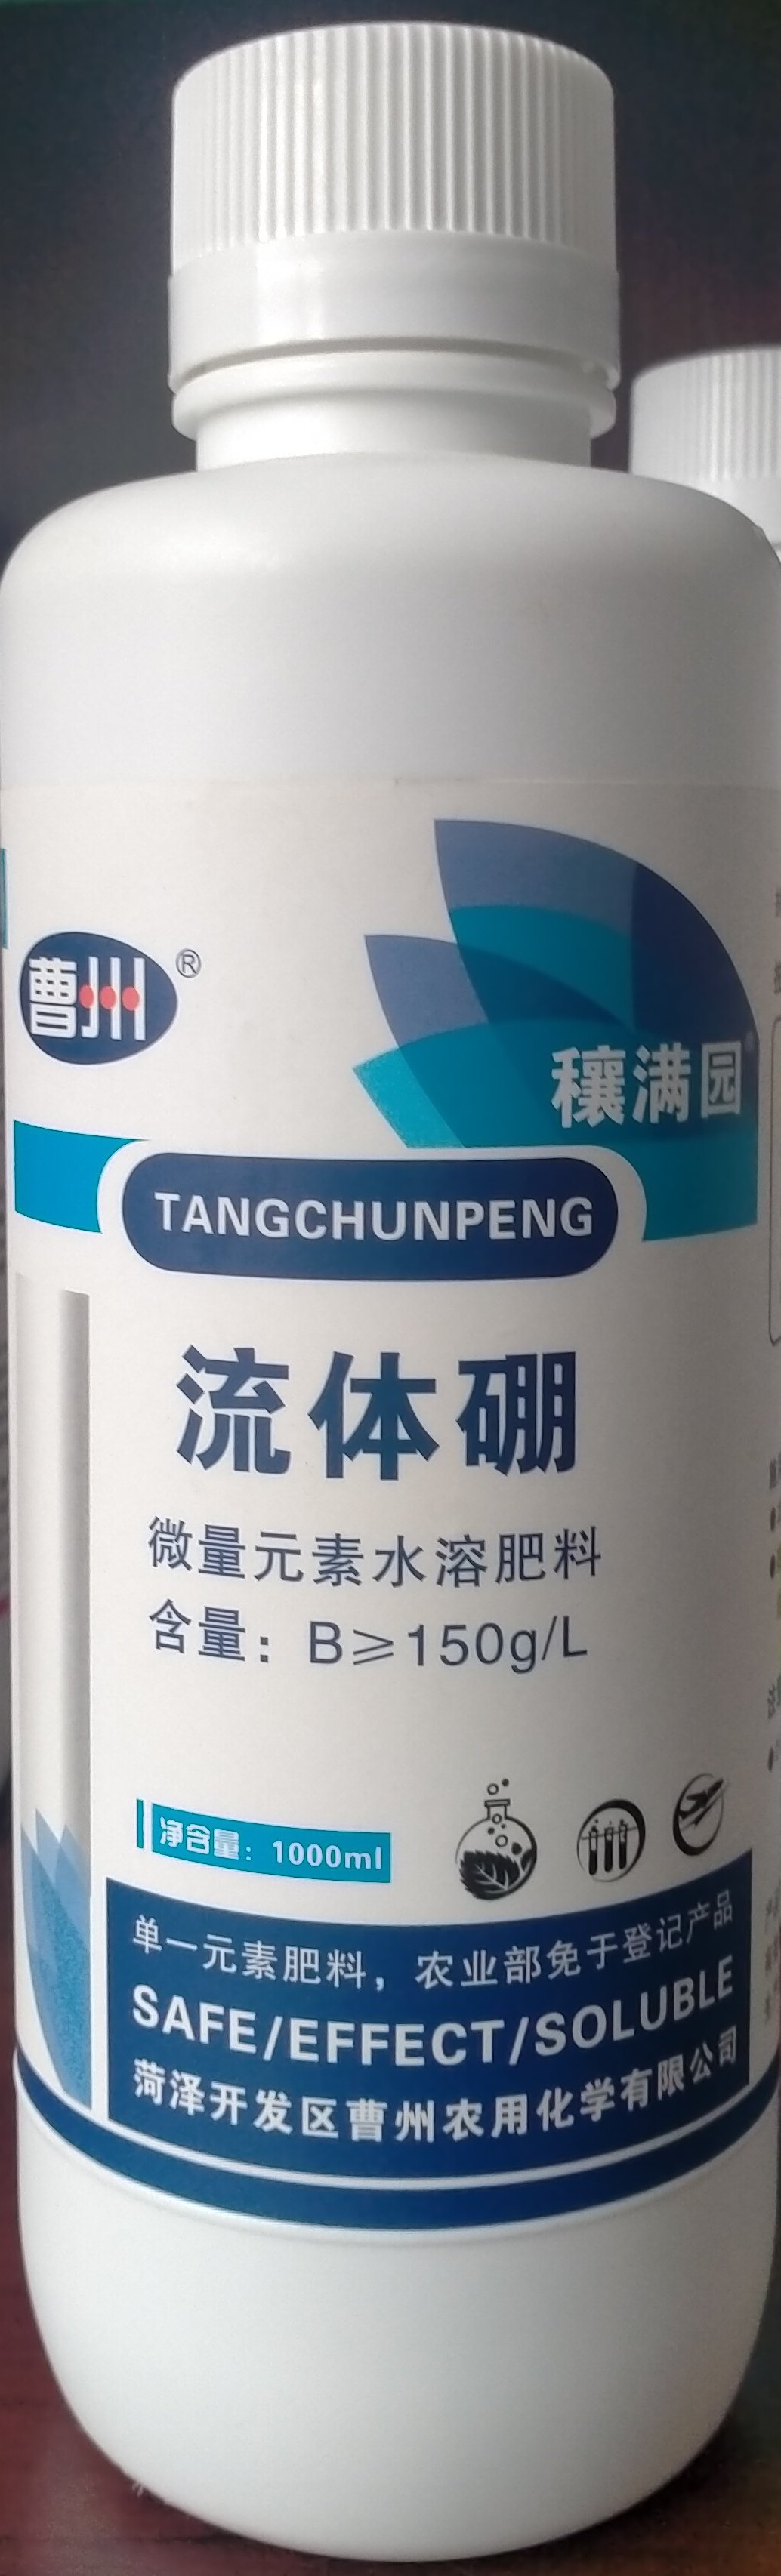 曹州®
穰满园
TANGCHUNPENG
流体硼
微量元素水溶肥料
含量：B≥150g/L
净含量：1000ml
单一元素肥料，农业部免于登记产品
SAFE/EFFECT/SOLUBLE
菏泽开发区曹州农用化学有限公司